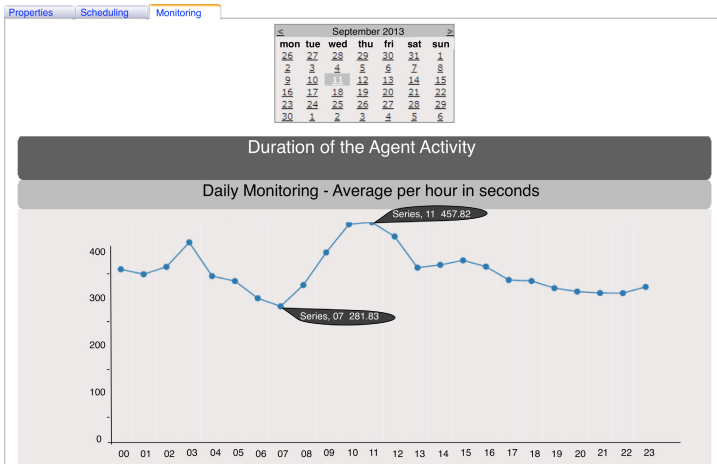 Properties Scheduling Monitoring
< September 2013 >
mon tue wed thu fri sat sun
26 27 28 29 30 31 1
2 3 4 5 6 7 8
9 10 11 12 13 14 15
16 17 18 19 20 21 22
23 24 25 26 27 28 29
30 1 2 3 4 5 6
Duration of the Agent Activity
Daily Monitoring - Average per hour in seconds
Series, 11 457.82
400
300
Series, 07 281.83
200
100
0
00 01 02 03 04 05 06 07 08 09 10 11 12 13 14 15 16 17 18 19 20 21 22 23